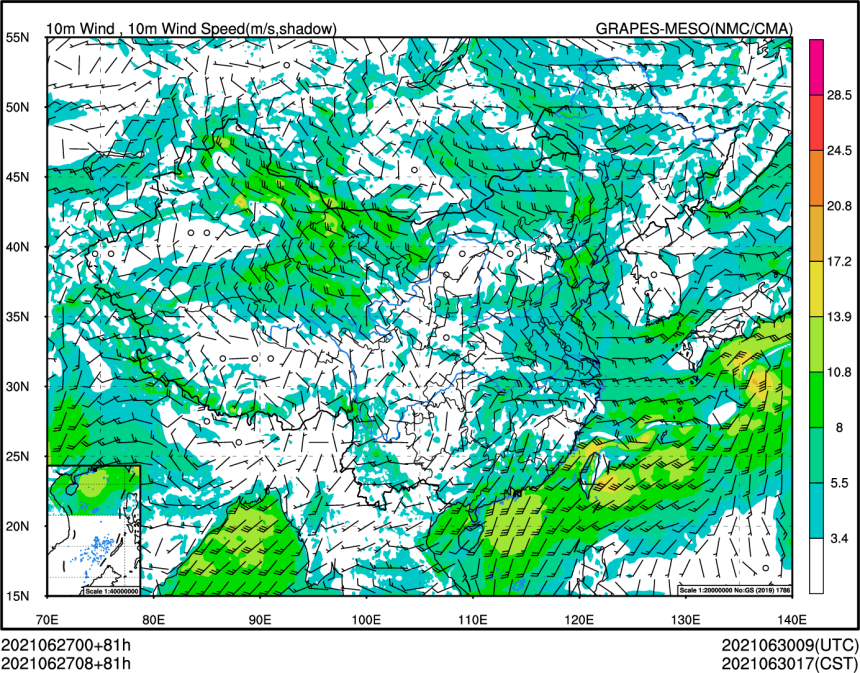 10m Wind , 10m Wind Speed(m/s,shadow) GRAPES-MESO(NMC/CMA)
55N
50N
45N
40N
35N
30N
25N
20N
15N
28.5
24.5
20.8
17.2
13.9
10.8
8
5.5
3.4
Scale 1:40000000
Scale 1:20000000 No:GS (2019) 1786
70E 80E 90E 100E 110E 120E 130E 140E
2021062700+81h 2021063009(UTC)
2021062708+81h 2021063017(CST)